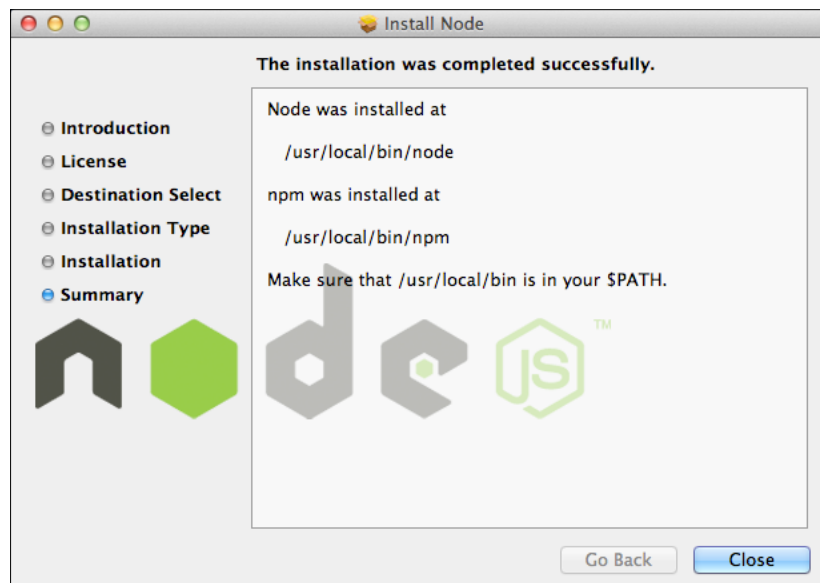 Install Node
The installation was completed successfully.
Introduction
License
Destination Select
Installation Type
Installation
Summary
Node was installed at
/usr/local/bin/node
npm was installed at
/usr/local/bin/npm
Make sure that /usr/local/bin is in your $PATH.
node
JS
TM
Go Back
Close